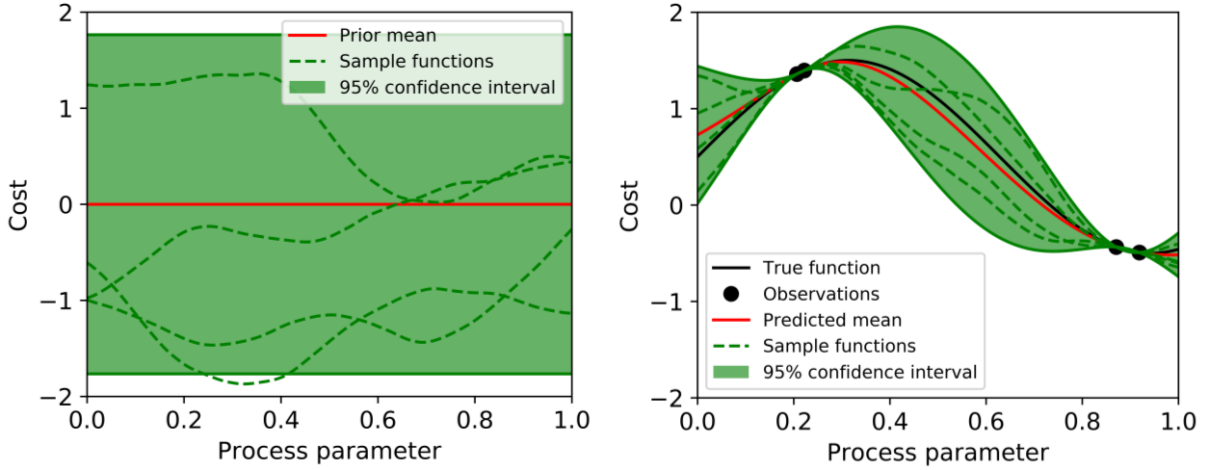 2
1
0
−1
−2
Cost
0.0 0.2 0.4 0.6 0.8 1.0
Process parameter
Prior mean
Sample functions
95% confidence interval
2
1
0
−1
−2
Cost
0.0 0.2 0.4 0.6 0.8 1.0
Process parameter
True function
Observations
Predicted mean
Sample functions
95% confidence interval